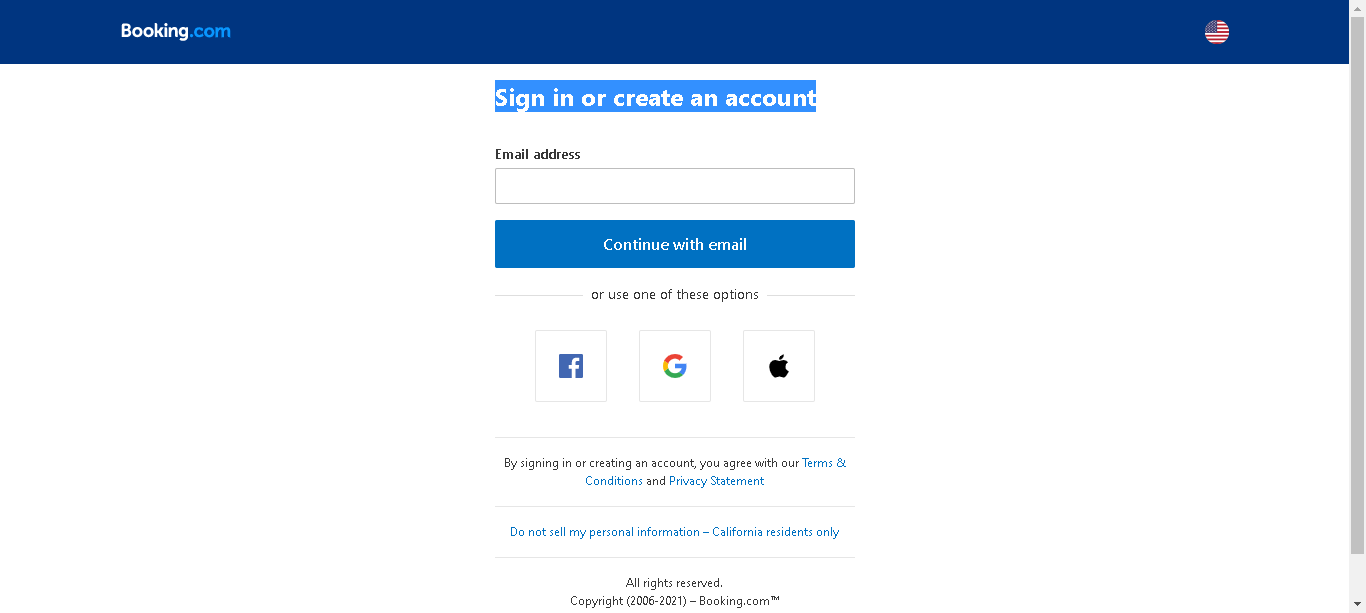 Booking.com
Sign in or create an account
Email address
Continue with email
or use one of these options
By signing in or creating an account, you agree with our Terms &
Conditions and Privacy Statement
Do not sell my personal information – California residents only
All rights reserved.
Copyright (2006-2021) – Booking.com™